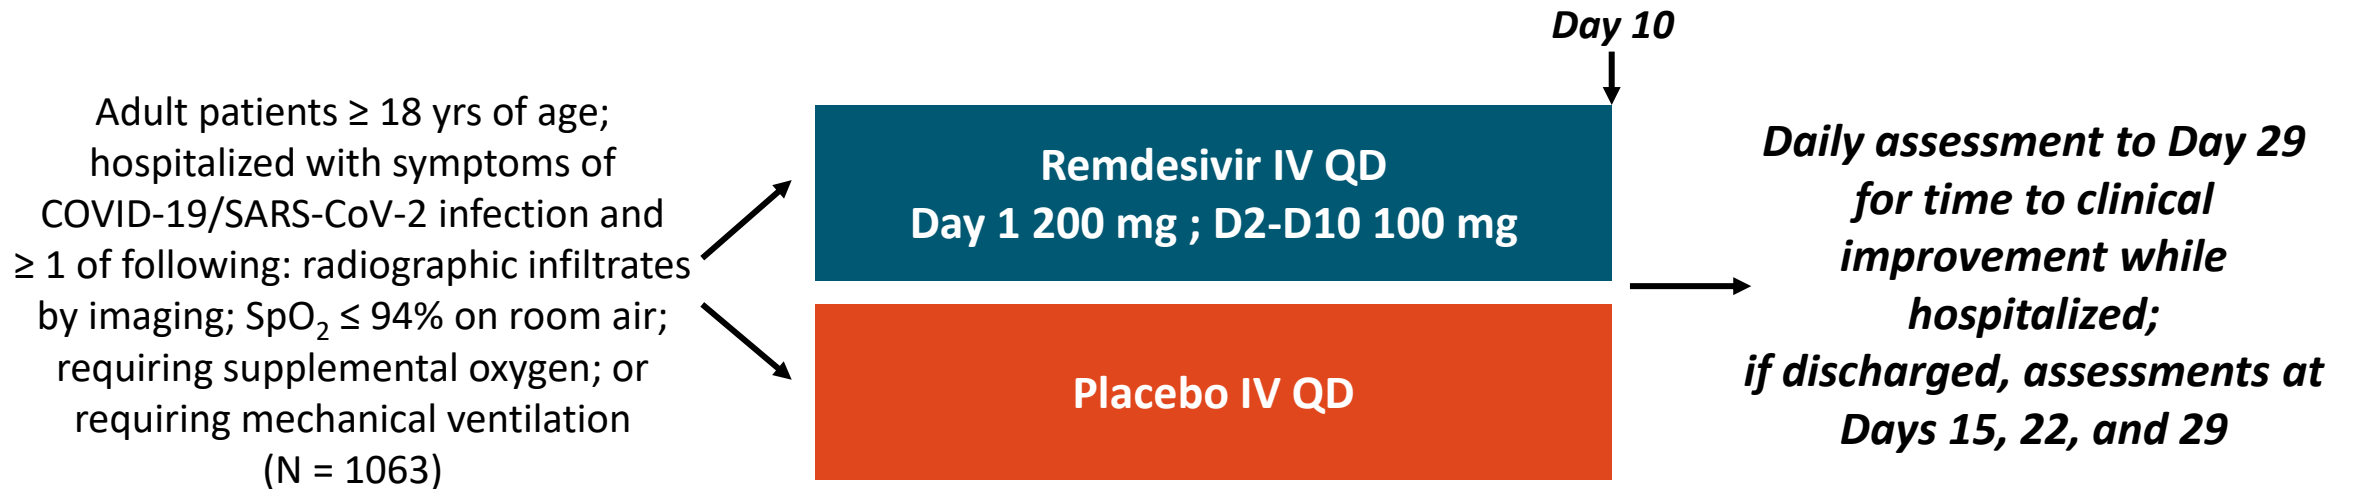 Day 10
Adult patients ≥ 18 yrs of age;
hospitalized with symptoms of
COVID-19/SARS-CoV-2 infection and
≥ 1 of following: radiographic infiltrates
by imaging; SpO₂ ≤ 94% on room air;
requiring supplemental oxygen; or
requiring mechanical ventilation
(N = 1063)
Remdesivir IV QD
Day 1 200 mg ; D2-D10 100 mg
Placebo IV QD
Daily assessment to Day 29
for time to clinical
improvement while
hospitalized;
if discharged, assessments at
Days 15, 22, and 29